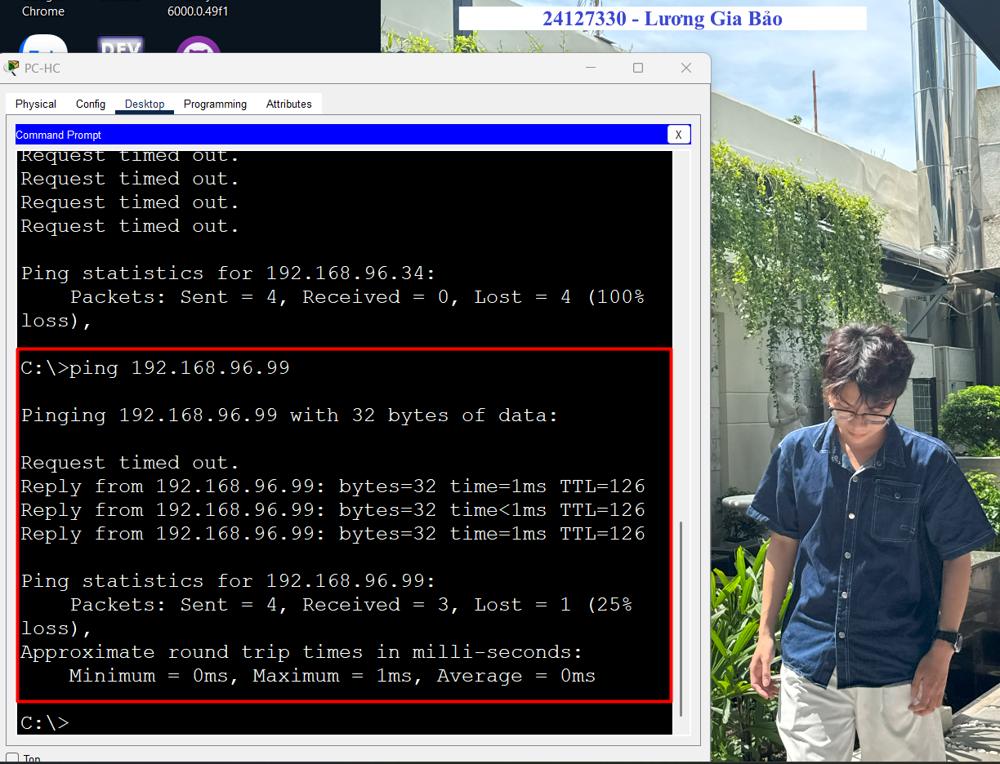 Chrome
6000.0.49f1
24127330 - Lương Gia Bảo
DEV
PC-HC
Physical Config Desktop Programming Attributes
Command Prompt
X
Request timed out.
Request timed out.
Request timed out.
Request timed out.
Ping statistics for 192.168.96.34:
Packets: Sent = 4, Received = 0, Lost = 4 (100%
loss),
C:\>ping 192.168.96.99
Pinging 192.168.96.99 with 32 bytes of data:
Request timed out.
Reply from 192.168.96.99: bytes=32 time=1ms TTL=126
Reply from 192.168.96.99: bytes=32 time<1ms TTL=126
Reply from 192.168.96.99: bytes=32 time=1ms TTL=126
Ping statistics for 192.168.96.99:
Packets: Sent = 4, Received = 3, Lost = 1 (25%
loss),
Approximate round trip times in milli-seconds:
Minimum = 0ms, Maximum = 1ms, Average = 0ms
C:\>
Top